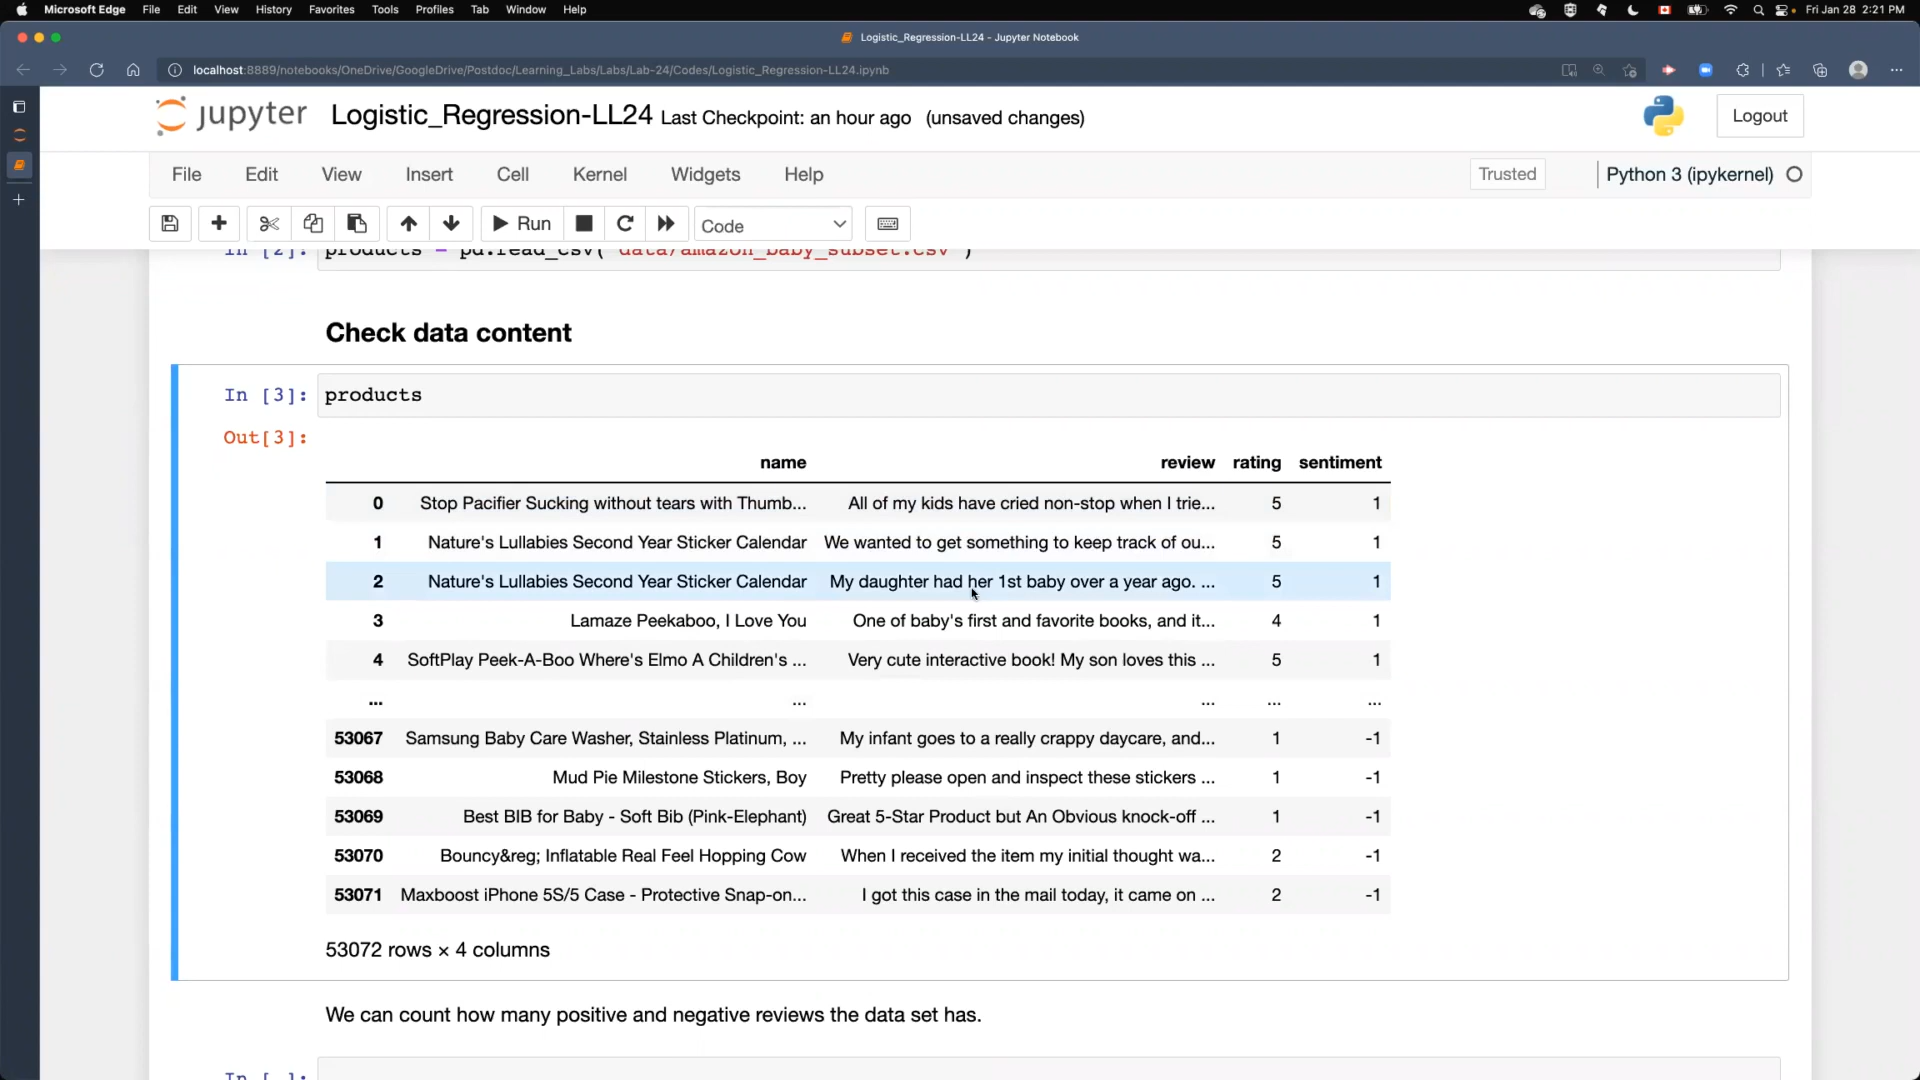 Microsoft Edge File Edit View History Favorites Tools Profiles Tab Window Help Fri Jan 28 2:21 PM
Logistic_Regression-LL24 - Jupyter Notebook
localhost:8889/notebooks/OneDrive/GoogleDrive/Postdoc/Learning_Labs/Labs/Lab-24/Codes/Logistic_Regression-LL24.ipynb
jupyter Logistic_Regression-LL24 Last Checkpoint: an hour ago (unsaved changes) Logout
File Edit View Insert Cell Kernel Widgets Help Trusted Python 3 (ipykernel)
Run Code
In [2]: products = pd.read_csv("data/amazon_baby_subset.csv")
Check data content
In [3]: products
Out[3]:
name review rating sentiment
0 Stop Pacifier Sucking without tears with Thumb... All of my kids have cried non-stop when I trie... 5 1
1 Nature's Lullabies Second Year Sticker Calendar We wanted to get something to keep track of ou... 5 1
2 Nature's Lullabies Second Year Sticker Calendar My daughter had her 1st baby over a year ago. ... 5 1
3 Lamaze Peekaboo, I Love You One of baby's first and favorite books, and it... 4 1
4 SoftPlay Peek-A-Boo Where's Elmo A Children's ... Very cute interactive book! My son loves this ... 5 1
... ... ... ... ...
53067 Samsung Baby Care Washer, Stainless Platinum, ... My infant goes to a really crappy daycare, and... 1 -1
53068 Mud Pie Milestone Stickers, Boy Pretty please open and inspect these stickers ... 1 -1
53069 Best BIB for Baby - Soft Bib (Pink-Elephant) Great 5-Star Product but An Obvious knock-off ... 1 -1
53070 Bouncy&reg; Inflatable Real Feel Hopping Cow When I received the item my initial thought wa... 2 -1
53071 Maxboost iPhone 5S/5 Case - Protective Snap-on... I got this case in the mail today, it came on ... 2 -1
53072 rows × 4 columns
We can count how many positive and negative reviews the data set has.
In [ ]: